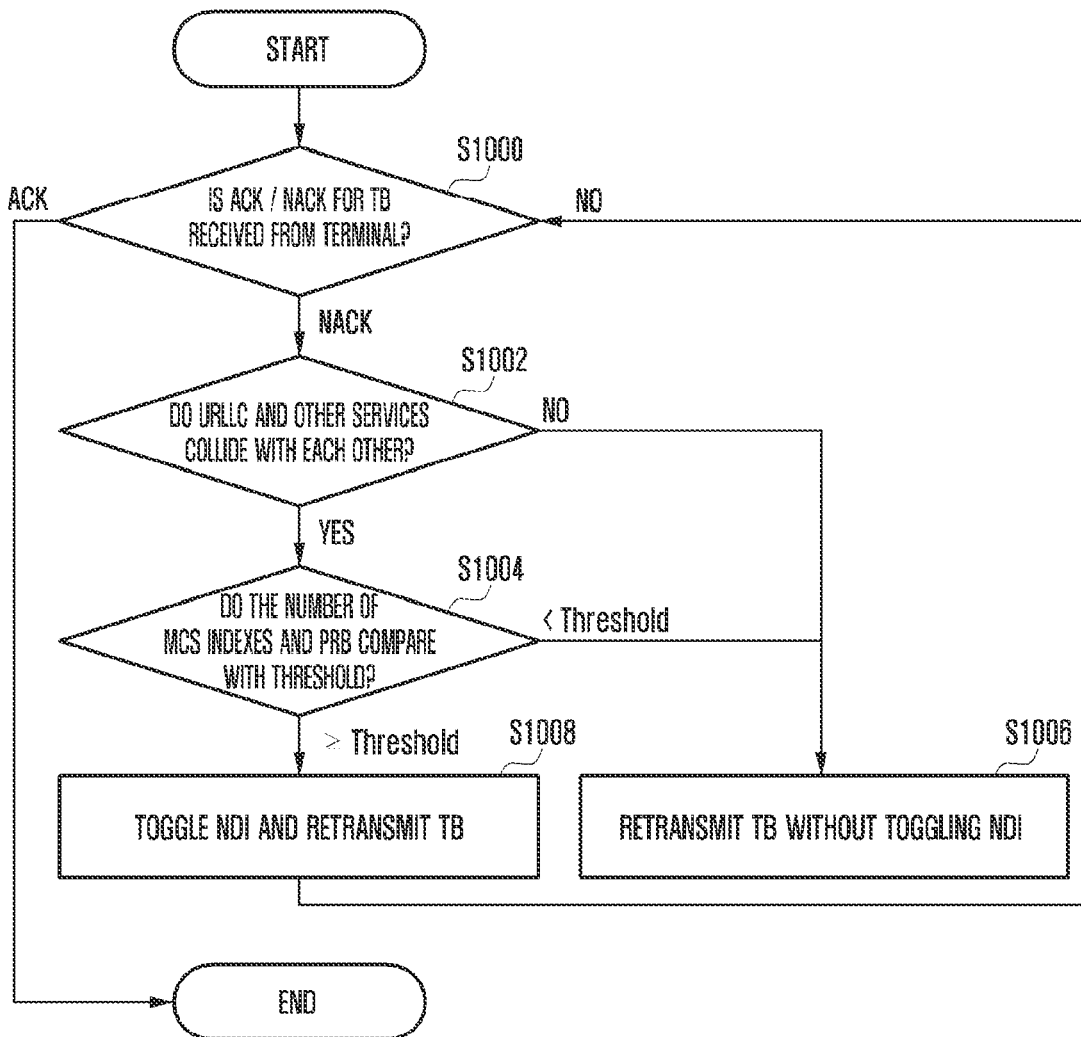 START
S1000
ACK
IS ACK / NACK FOR TB
RECEIVED FROM TERMINAL?
NO
NACK
S1002
DO URLLC AND OTHER SERVICES
COLLIDE WITH EACH OTHER?
NO
YES
S1004
DO THE NUMBER OF
MCS INDEXES AND PRB COMPARE
WITH THRESHOLD?
< Threshold
≥ Threshold
S1008
S1006
TOGGLE NDI AND RETRANSMIT TB
RETRANSMIT TB WITHOUT TOGGLING NDI
END